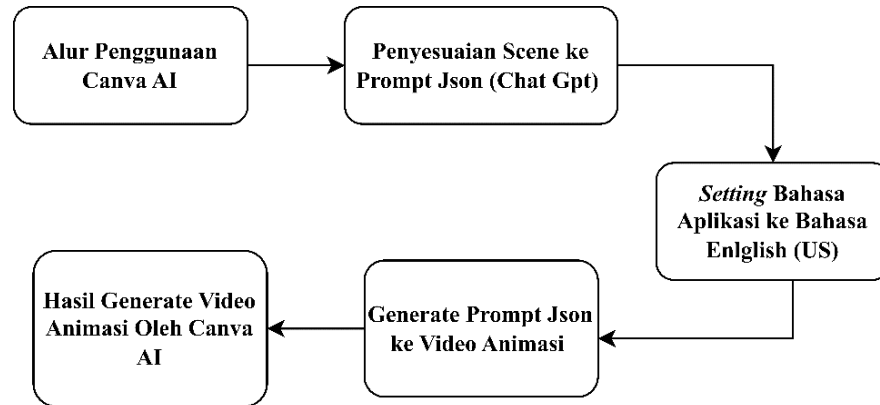 Alur Penggunaan
Canva AI
Penyesuaian Scene ke
Prompt Json (Chat Gpt)
Setting Bahasa
Aplikasi ke Bahasa
Enlglish (US)
Generate Prompt Json
ke Video Animasi
Hasil Generate Video
Animasi Oleh Canva
AI